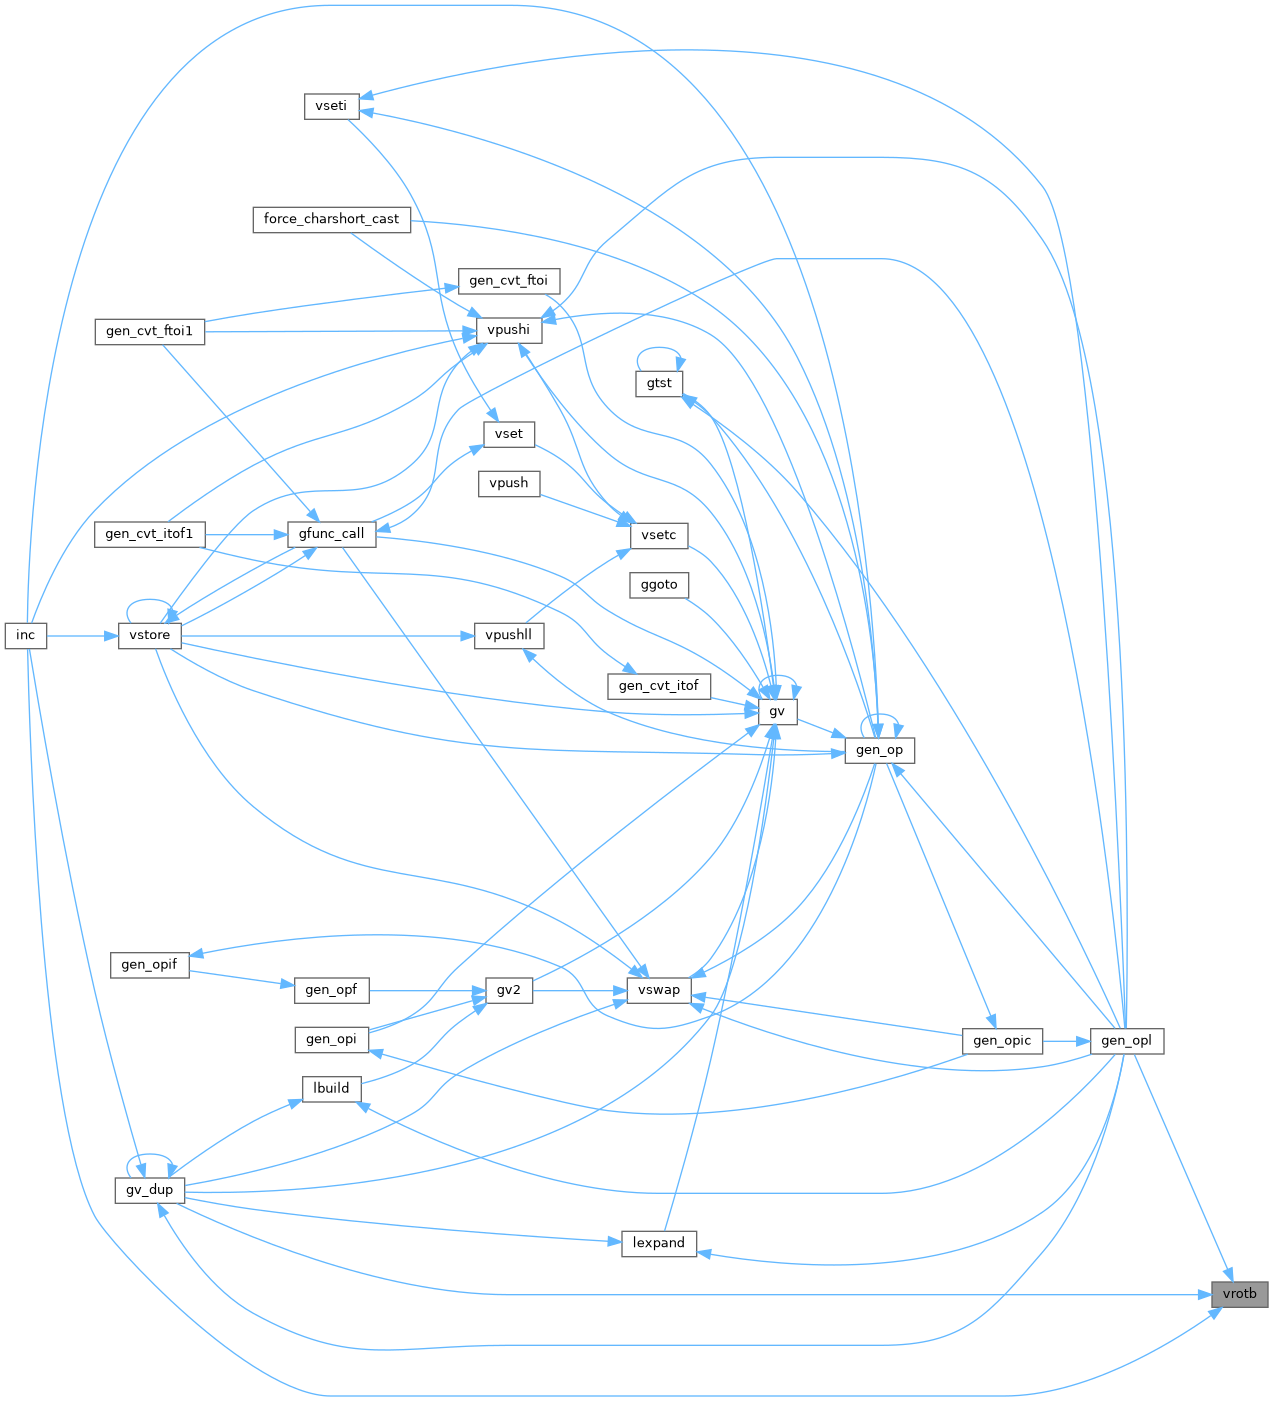 vseti
force_charshort_cast
gen_cvt_ftoi
gen_cvt_ftoi1
vpushi
gtst
vset
vpush
gen_cvt_itof1
gfunc_call
vsetc
ggoto
inc
vstore
vpushll
gen_cvt_itof
gv
gen_op
gen_opif
gen_opf
gv2
vswap
gen_opi
gen_opic
gen_opl
lbuild
gv_dup
lexpand
vrotb